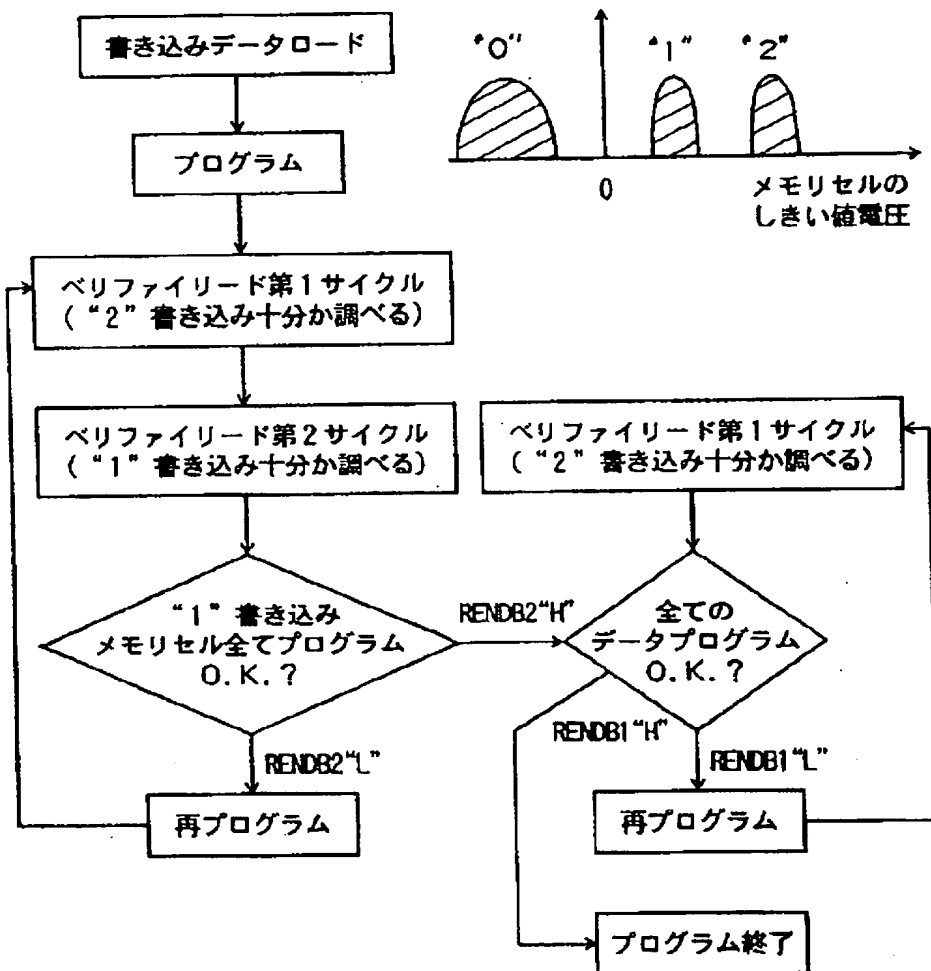 書き込みデータロード
プログラム
ベリファイリード第1サイクル
(“2”書き込み十分か調べる)
ベリファイリード第2サイクル
(“1”書き込み十分か調べる)
“1”書き込み
メモリセル全てプログラム
O.K.?
RENDB2“H”
RENDB2“L”
再プログラム
“0”
“1”
“2”
0
メモリセルの
しきい値電圧
ベリファイリード第1サイクル
(“2”書き込み十分か調べる)
全ての
データプログラム
O.K.?
RENDB1“H”
RENDB1“L”
再プログラム
プログラム終了